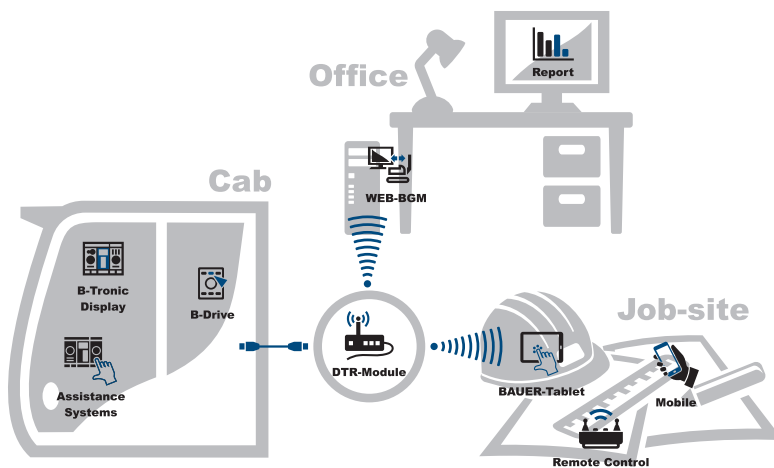 Office
Report
WEB-BGM
Cab
B-Tronic
Display
B-Drive
Assistance
Systems
DTR-Module
Job-site
BAUER-Tablet
Mobile
Remote Control